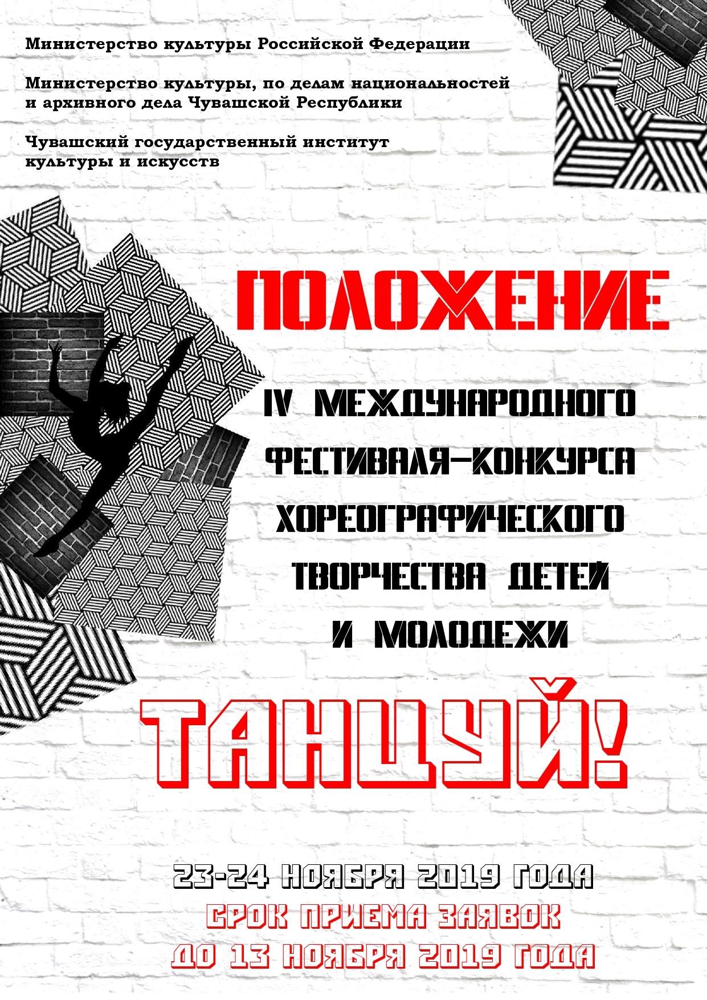 Министерство культуры Российской Федерации
Министерство культуры, по делам национальностей
и архивного дела Чувашской Республики
Чувашский государственный институт
культуры и искусств
ПОЛОЖЕНИЕ
IV МЕЖДУНАРОДНОГО
ФЕСТИВАЛЯ-КОНКУРСА
ХОРЕОГРАФИЧЕСКОГО
ТВОРЧЕСТВА ДЕТЕЙ
И МОЛОДЕЖИ
ТАНЦУЙ!
23-24 НОЯБРЯ 2019 ГОДА
СРОК ПРИЕМА ЗАЯВОК
ДО 13 НОЯБРЯ 2019 ГОДА